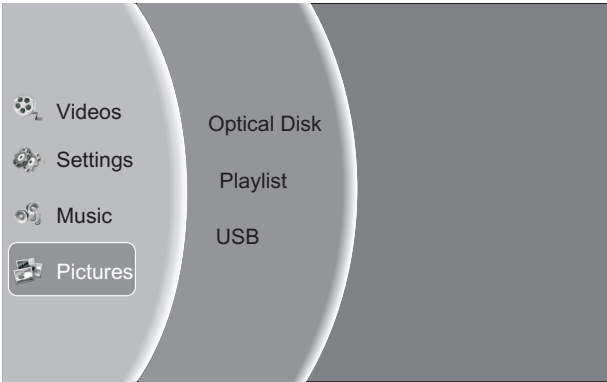 Videos
Settings
Music
Pictures
Optical Disk
Playlist
USB